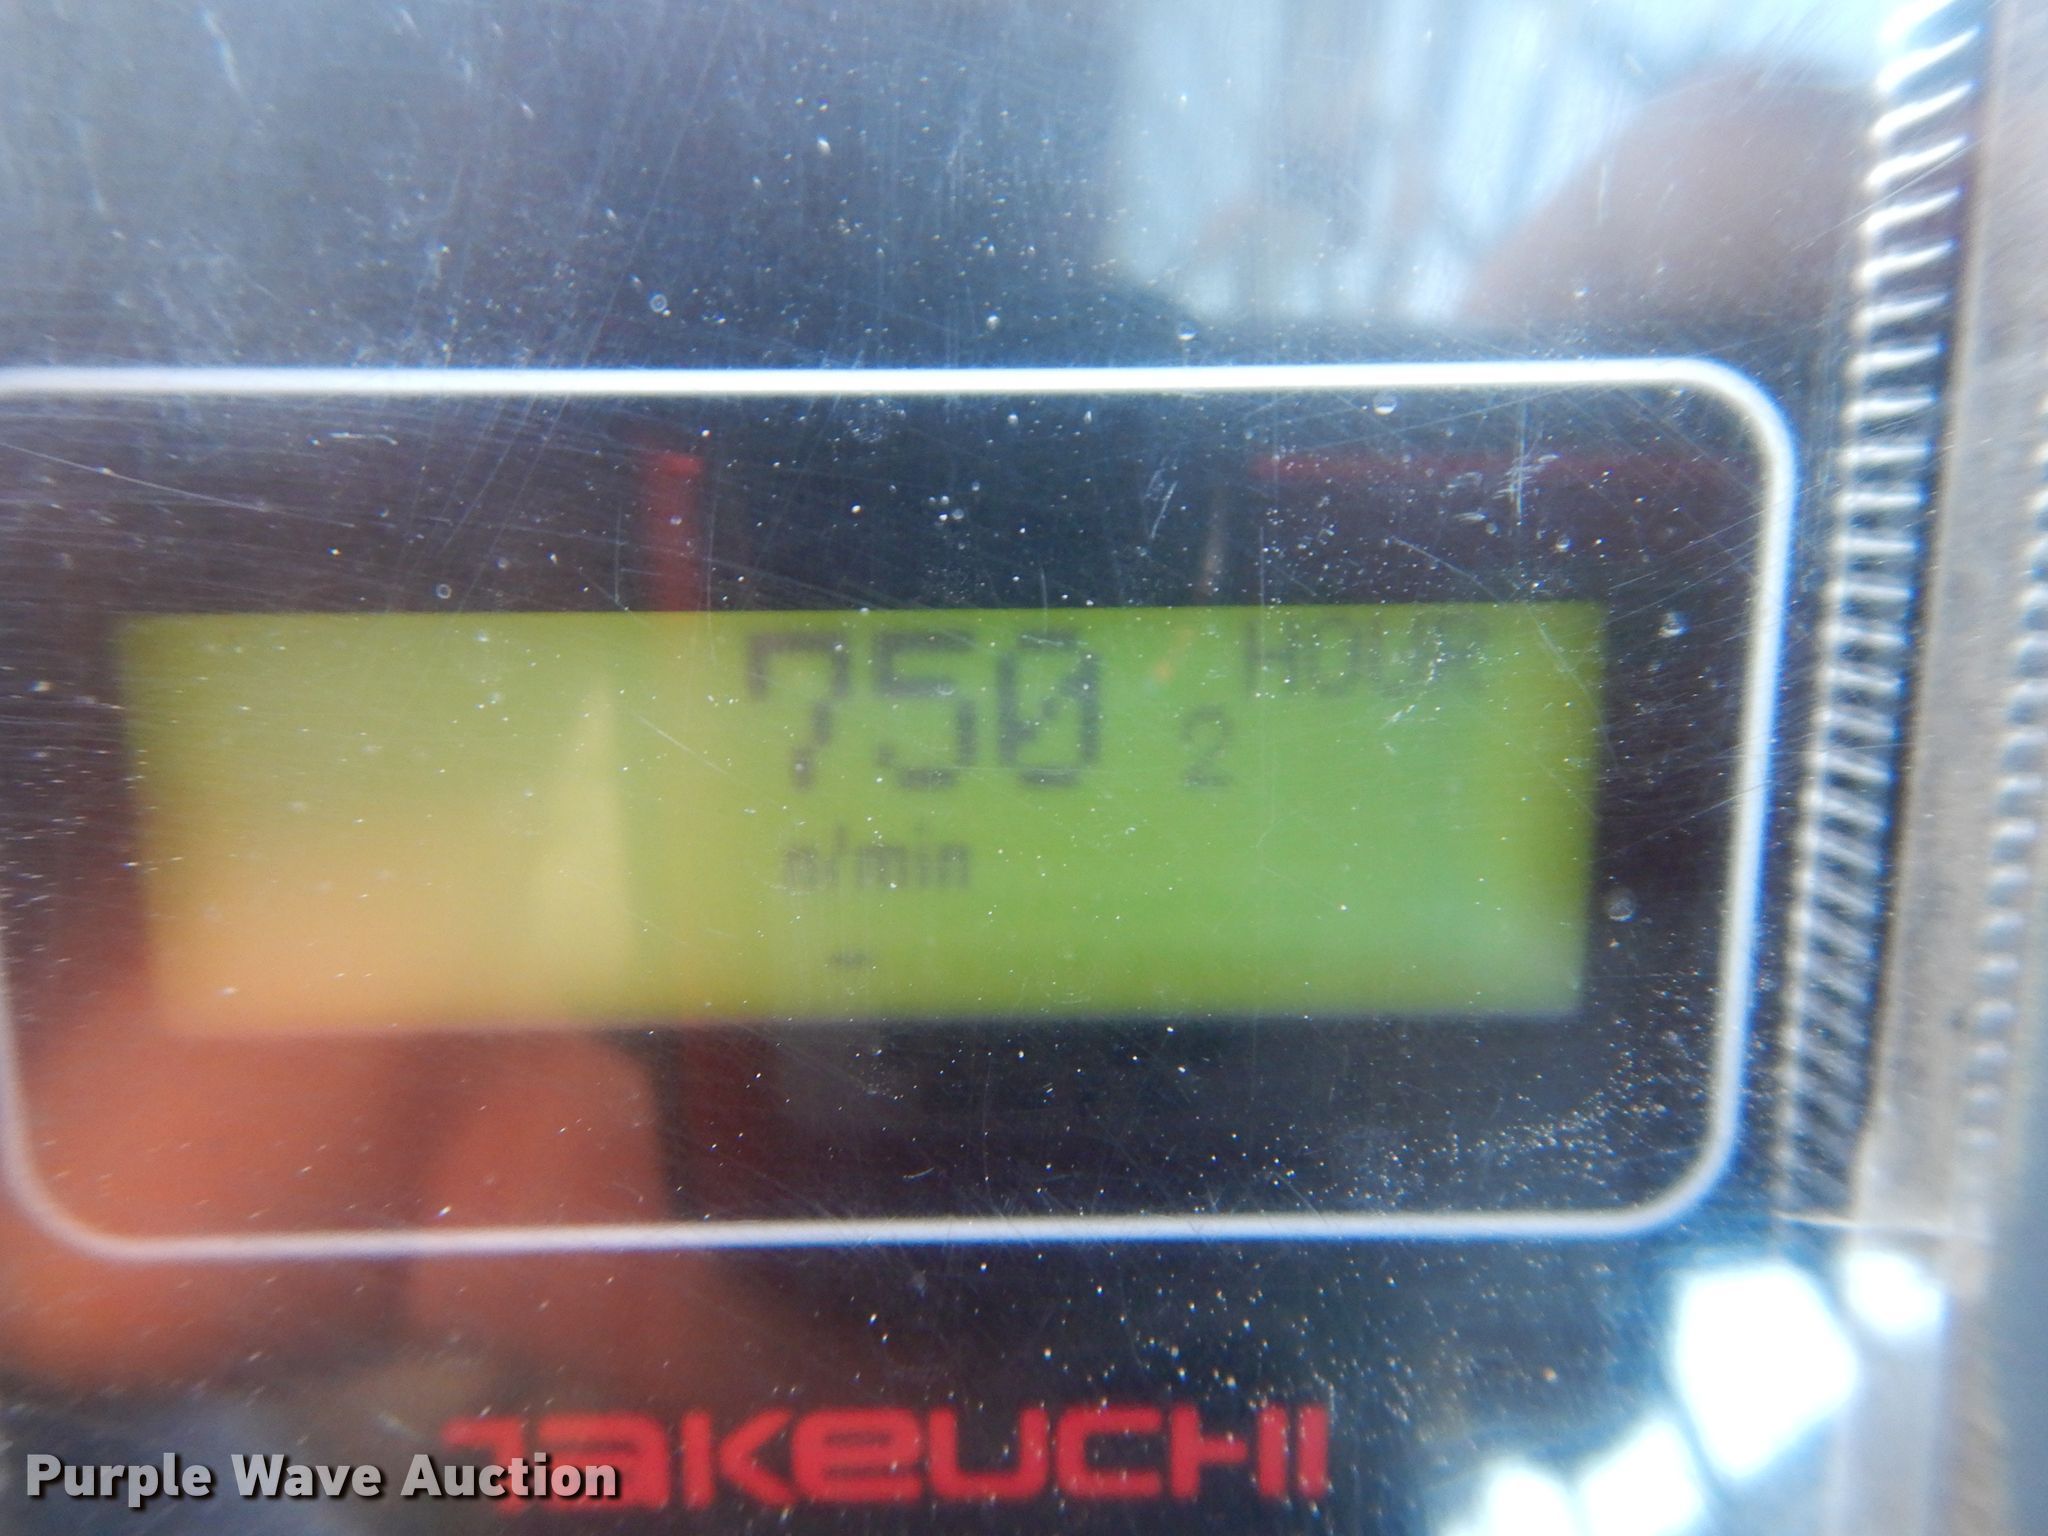 750 HOUR
2
n/min
-
TAKEUCHI
Purple Wave Auction